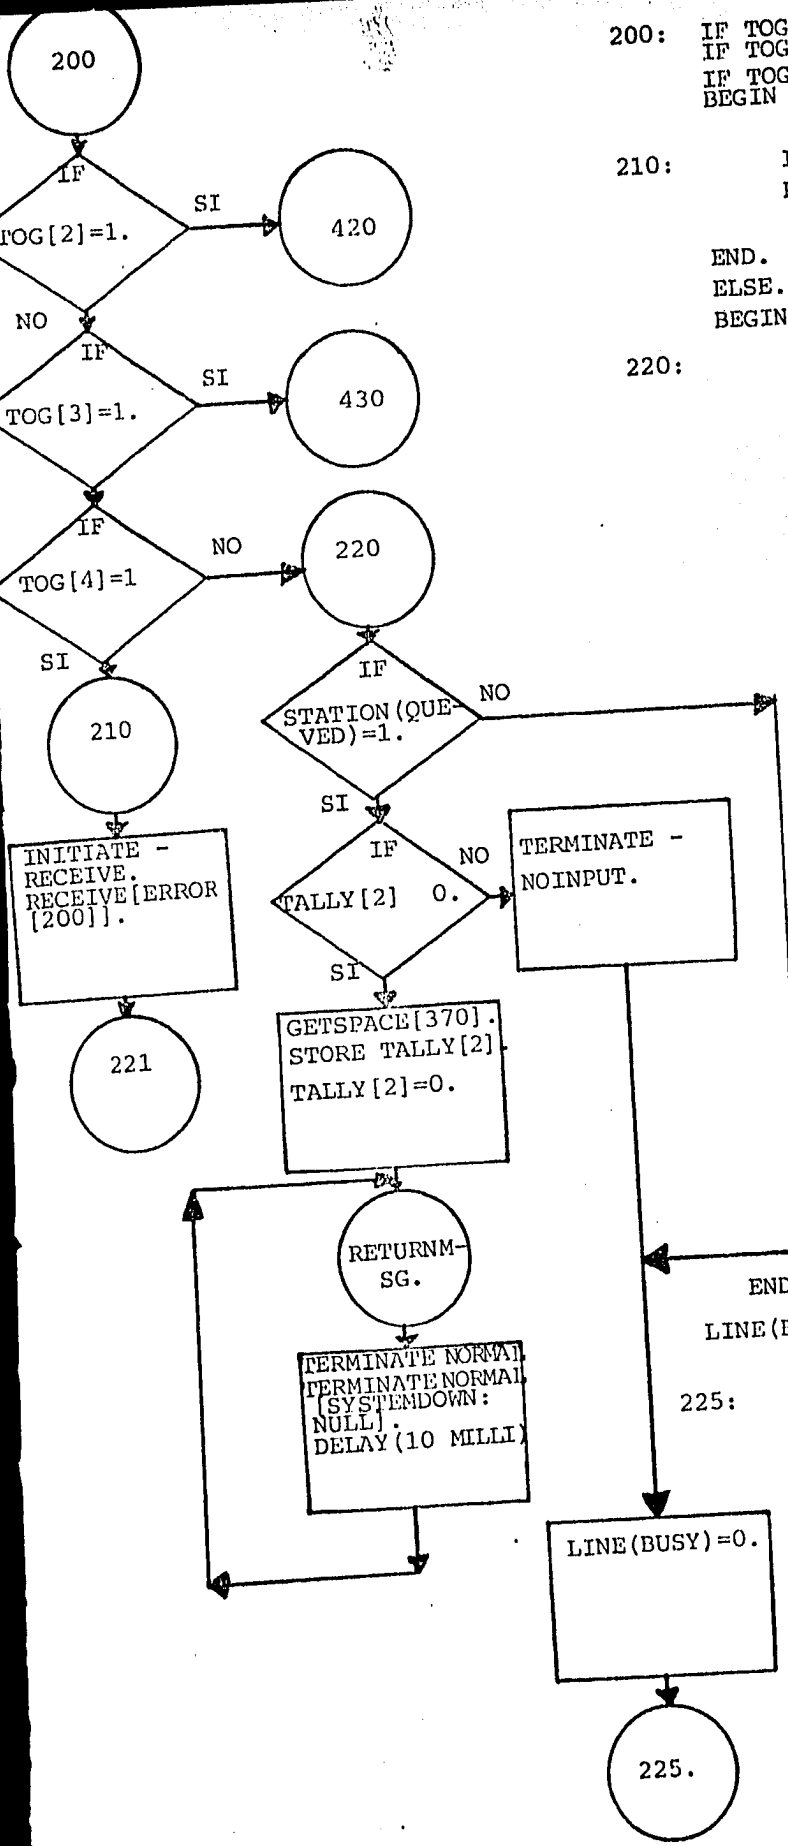 200
IF
TOG[2]=1.
SI
420
NO
IF
TOG[3]=1.
SI
430
IF
TOG[4]=1
NO
220
SI
210
IF
STATION(QUE-
VED)=1.
NO
SI
INITIATE -
RECEIVE.
RECEIVE[ERROR
[200]].
221
IF
TALLY[2] 0.
NO
TERMINATE -
NOINPUT.
SI
GETSPACE[370].
STORE TALLY[2].
TALLY[2]=0.
RETURNM-
SG.
TERMINATE NORMAL
TERMINATE NORMAL
[SYSTEMDOWN:
NULL].
DELAY(10 MILLI)
LINE(BUSY)=0.
225.
200: IF TOG
IF TOG
IF TOG
BEGIN
210:
END.
ELSE.
BEGIN
220:
END
LINE(
225: